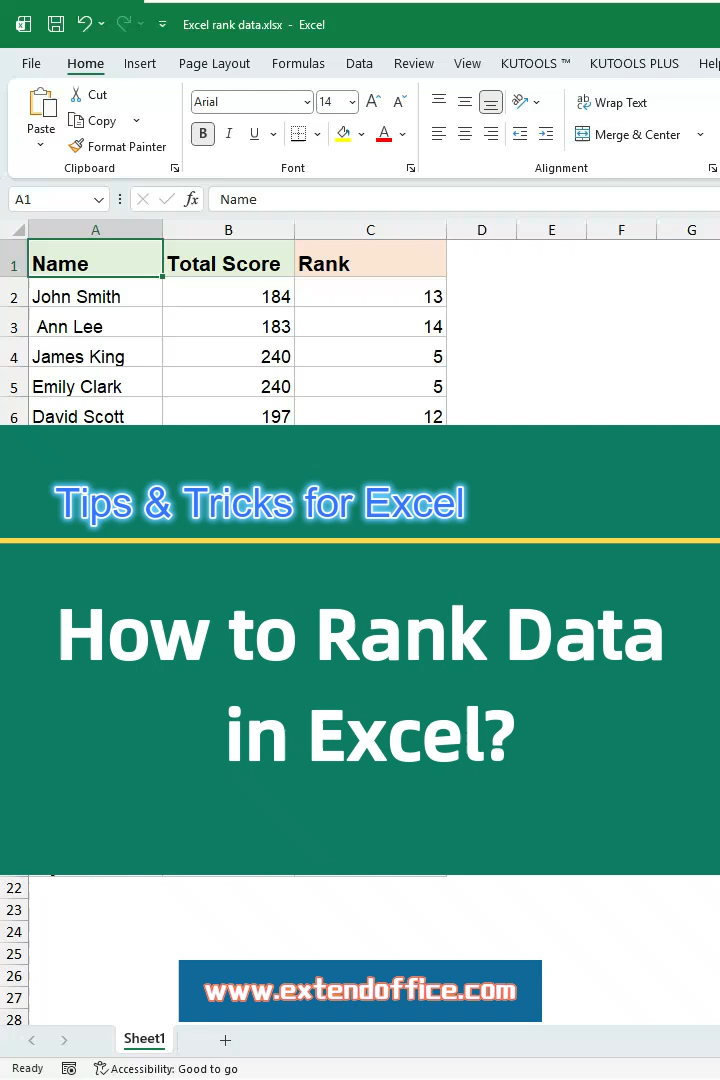 Excel rank data.xlsx - Excel
File Home Insert Page Layout Formulas Data Review View KUTOOLS ™ KUTOOLS PLUS Help
Paste
Cut
Copy
Format Painter
Clipboard
Arial 14
B I U A
Font
ab Wrap Text
Merge & Center
Alignment
A1 fx Name
A B C D E F G
1 Name Total Score Rank
2 John Smith 184 13
3 Ann Lee 183 14
4 James King 240 5
5 Emily Clark 240 5
6 David Scott 197 12
Tips & Tricks for Excel
How to Rank Data
in Excel?
22
23
24
25
26
27
28
www.extendoffice.com
Sheet1
Ready Accessibility: Good to go